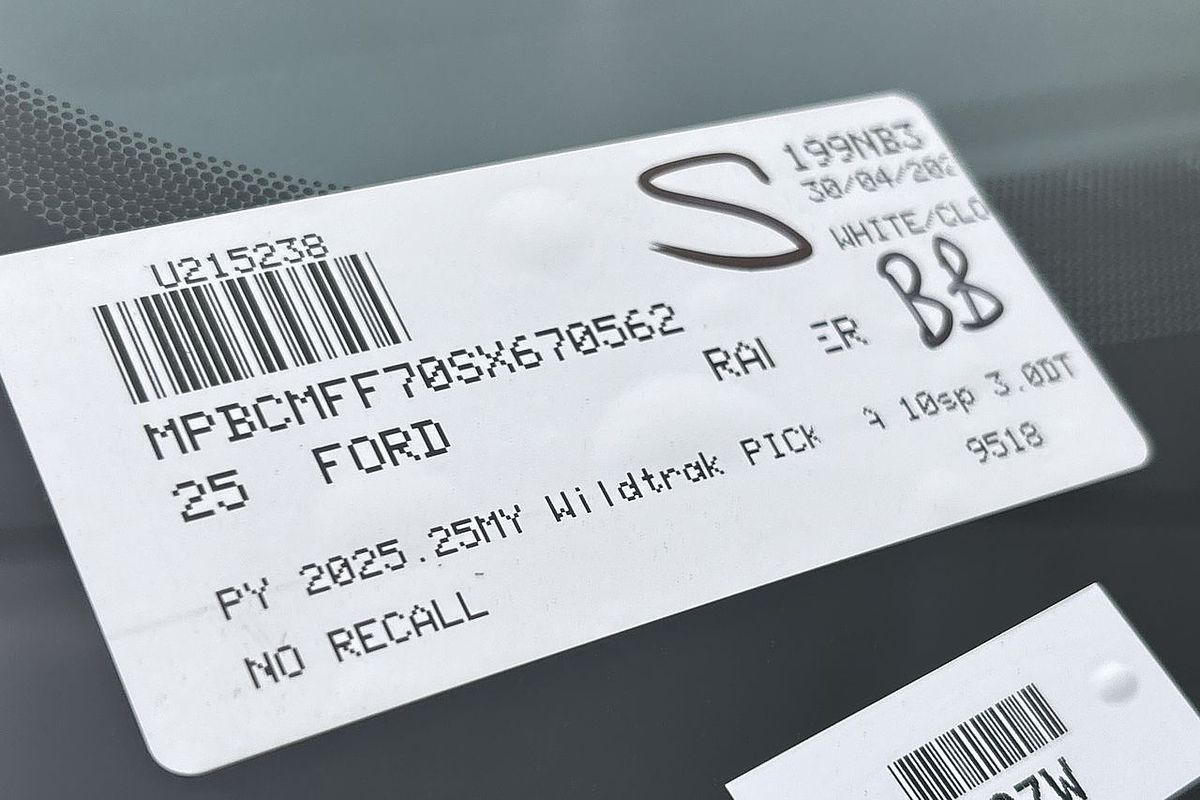 U215238
S
199NB3
30/04/202
WHITE/CLO
BB
MPBCMFF70SX670562
25 FORD
RAI ER
PY 2025.25MY Wildtrak PICK 10sp 3.0DT
9518
NO RECALL